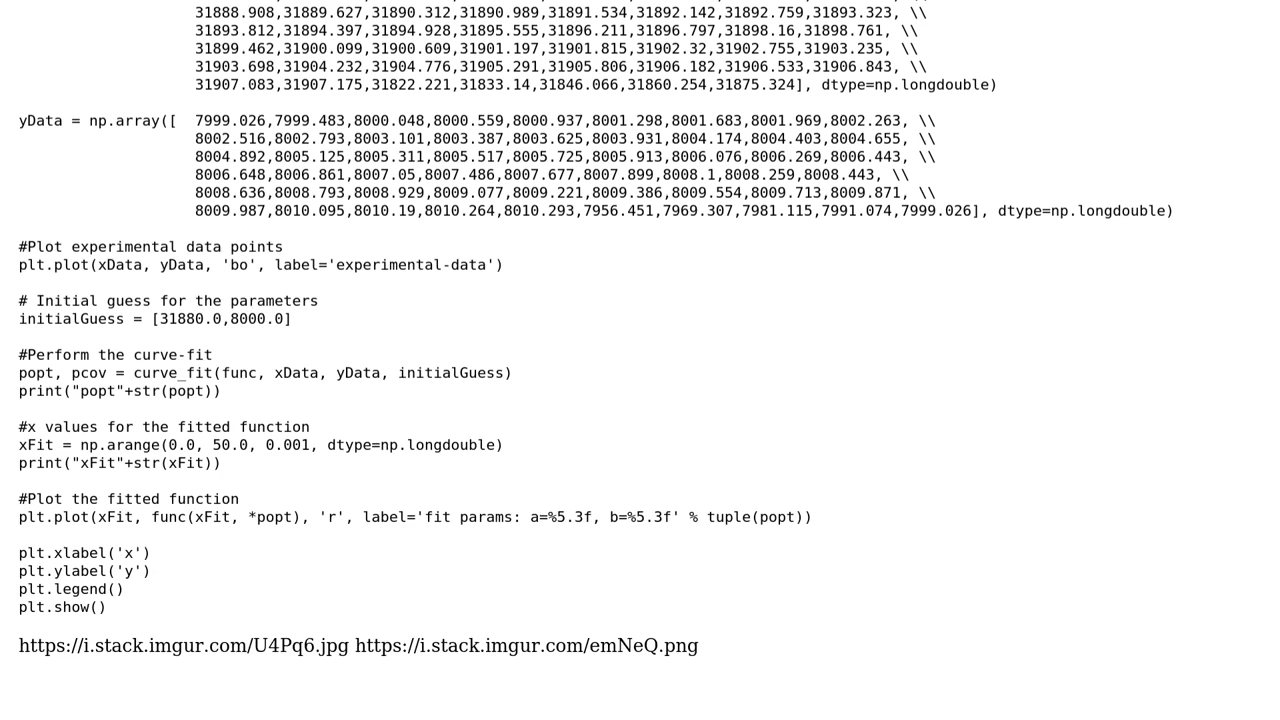 31888.908,31889.627,31890.312,31890.989,31891.534,31892.142,31892.759,31893.323, \\
31893.812,31894.397,31894.928,31895.555,31896.211,31896.797,31898.16,31898.761, \\
31899.462,31900.099,31900.609,31901.197,31901.815,31902.32,31902.755,31903.235, \\
31903.698,31904.232,31904.776,31905.291,31905.806,31906.182,31906.533,31906.843, \\
31907.083,31907.175,31822.221,31833.14,31846.066,31860.254,31875.324], dtype=np.longdouble)
yData = np.array([ 7999.026,7999.483,8000.048,8000.559,8000.937,8001.298,8001.683,8001.969,8002.263, \\
8002.516,8002.793,8003.101,8003.387,8003.625,8003.931,8004.174,8004.403,8004.655, \\
8004.892,8005.125,8005.311,8005.517,8005.725,8005.913,8006.076,8006.269,8006.443, \\
8006.648,8006.861,8007.05,8007.486,8007.677,8007.899,8008.1,8008.259,8008.443, \\
8008.636,8008.793,8008.929,8009.077,8009.221,8009.386,8009.554,8009.713,8009.871, \\
8009.987,8010.095,8010.19,8010.264,8010.293,7956.451,7969.307,7981.115,7991.074,7999.026], dtype=np.longdouble)
#Plot experimental data points
plt.plot(xData, yData, 'bo', label='experimental-data')
# Initial guess for the parameters
initialGuess = [31880.0,8000.0]
#Perform the curve-fit
popt, pcov = curve_fit(func, xData, yData, initialGuess)
print("popt"+str(popt))
#x values for the fitted function
xFit = np.arange(0.0, 50.0, 0.001, dtype=np.longdouble)
print("xFit"+str(xFit))
#Plot the fitted function
plt.plot(xFit, func(xFit, *popt), 'r', label='fit params: a=%5.3f, b=%5.3f' % tuple(popt))
plt.xlabel('x')
plt.ylabel('y')
plt.legend()
plt.show()
https://i.stack.imgur.com/U4Pq6.jpg https://i.stack.imgur.com/emNeQ.png